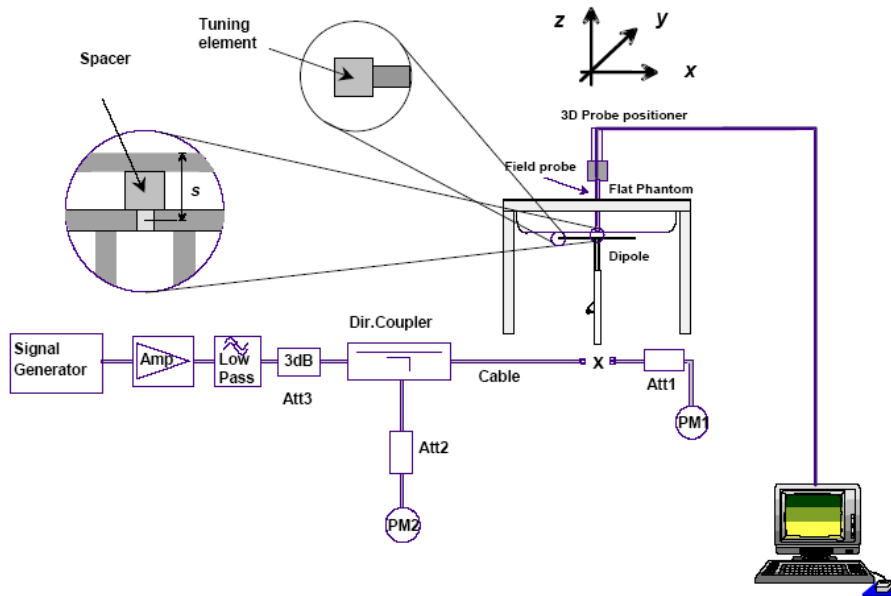 Tuning
element
z
y
x
Spacer
3D Probe positioner
s
Field probe
Flat Phantom
Dipole
Dir.Coupler
Signal
Generator
Amp
Low
Pass
3dB
Att3
Cable
X
Att1
PM1
Att2
PM2